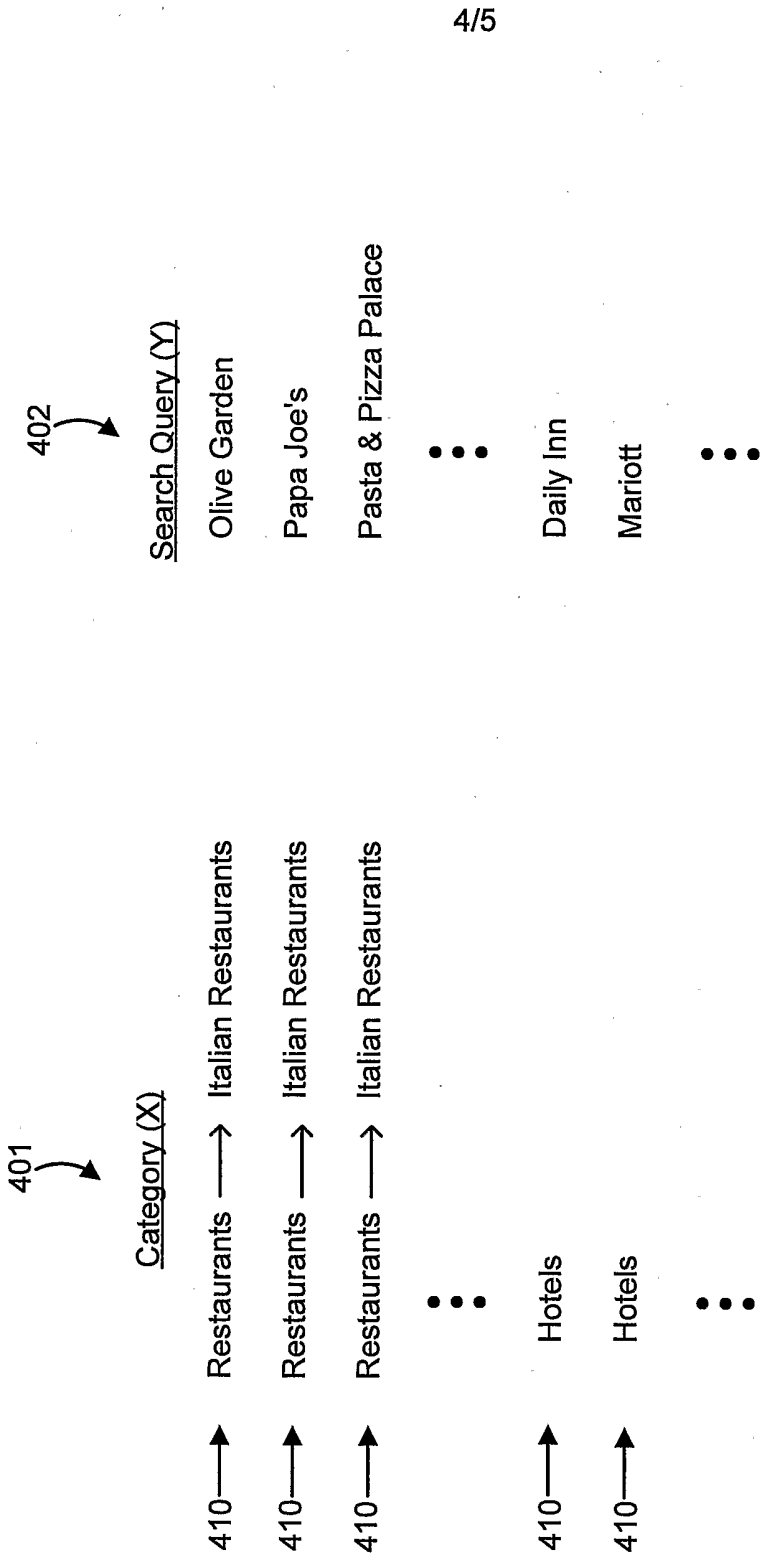 4/5
401
402
Category (X) Search Query (Y)
410 Restaurants → Italian Restaurants Olive Garden
410 Restaurants → Italian Restaurants Papa Joe's
410 Restaurants → Italian Restaurants Pasta & Pizza Palace
410 Hotels Daily Inn
410 Hotels Mariott